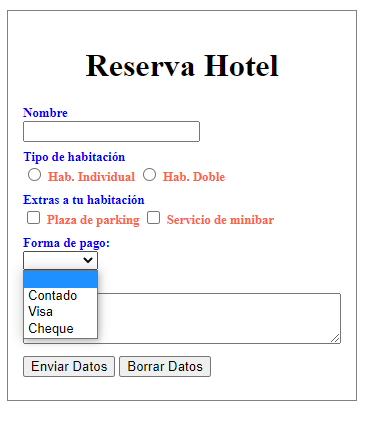 Reserva Hotel
Nombre
Tipo de habitación
Hab. Individual Hab. Doble
Extras a tu habitación
Plaza de parking Servicio de minibar
Forma de pago:
Contado
Visa
Cheque
Enviar Datos Borrar Datos